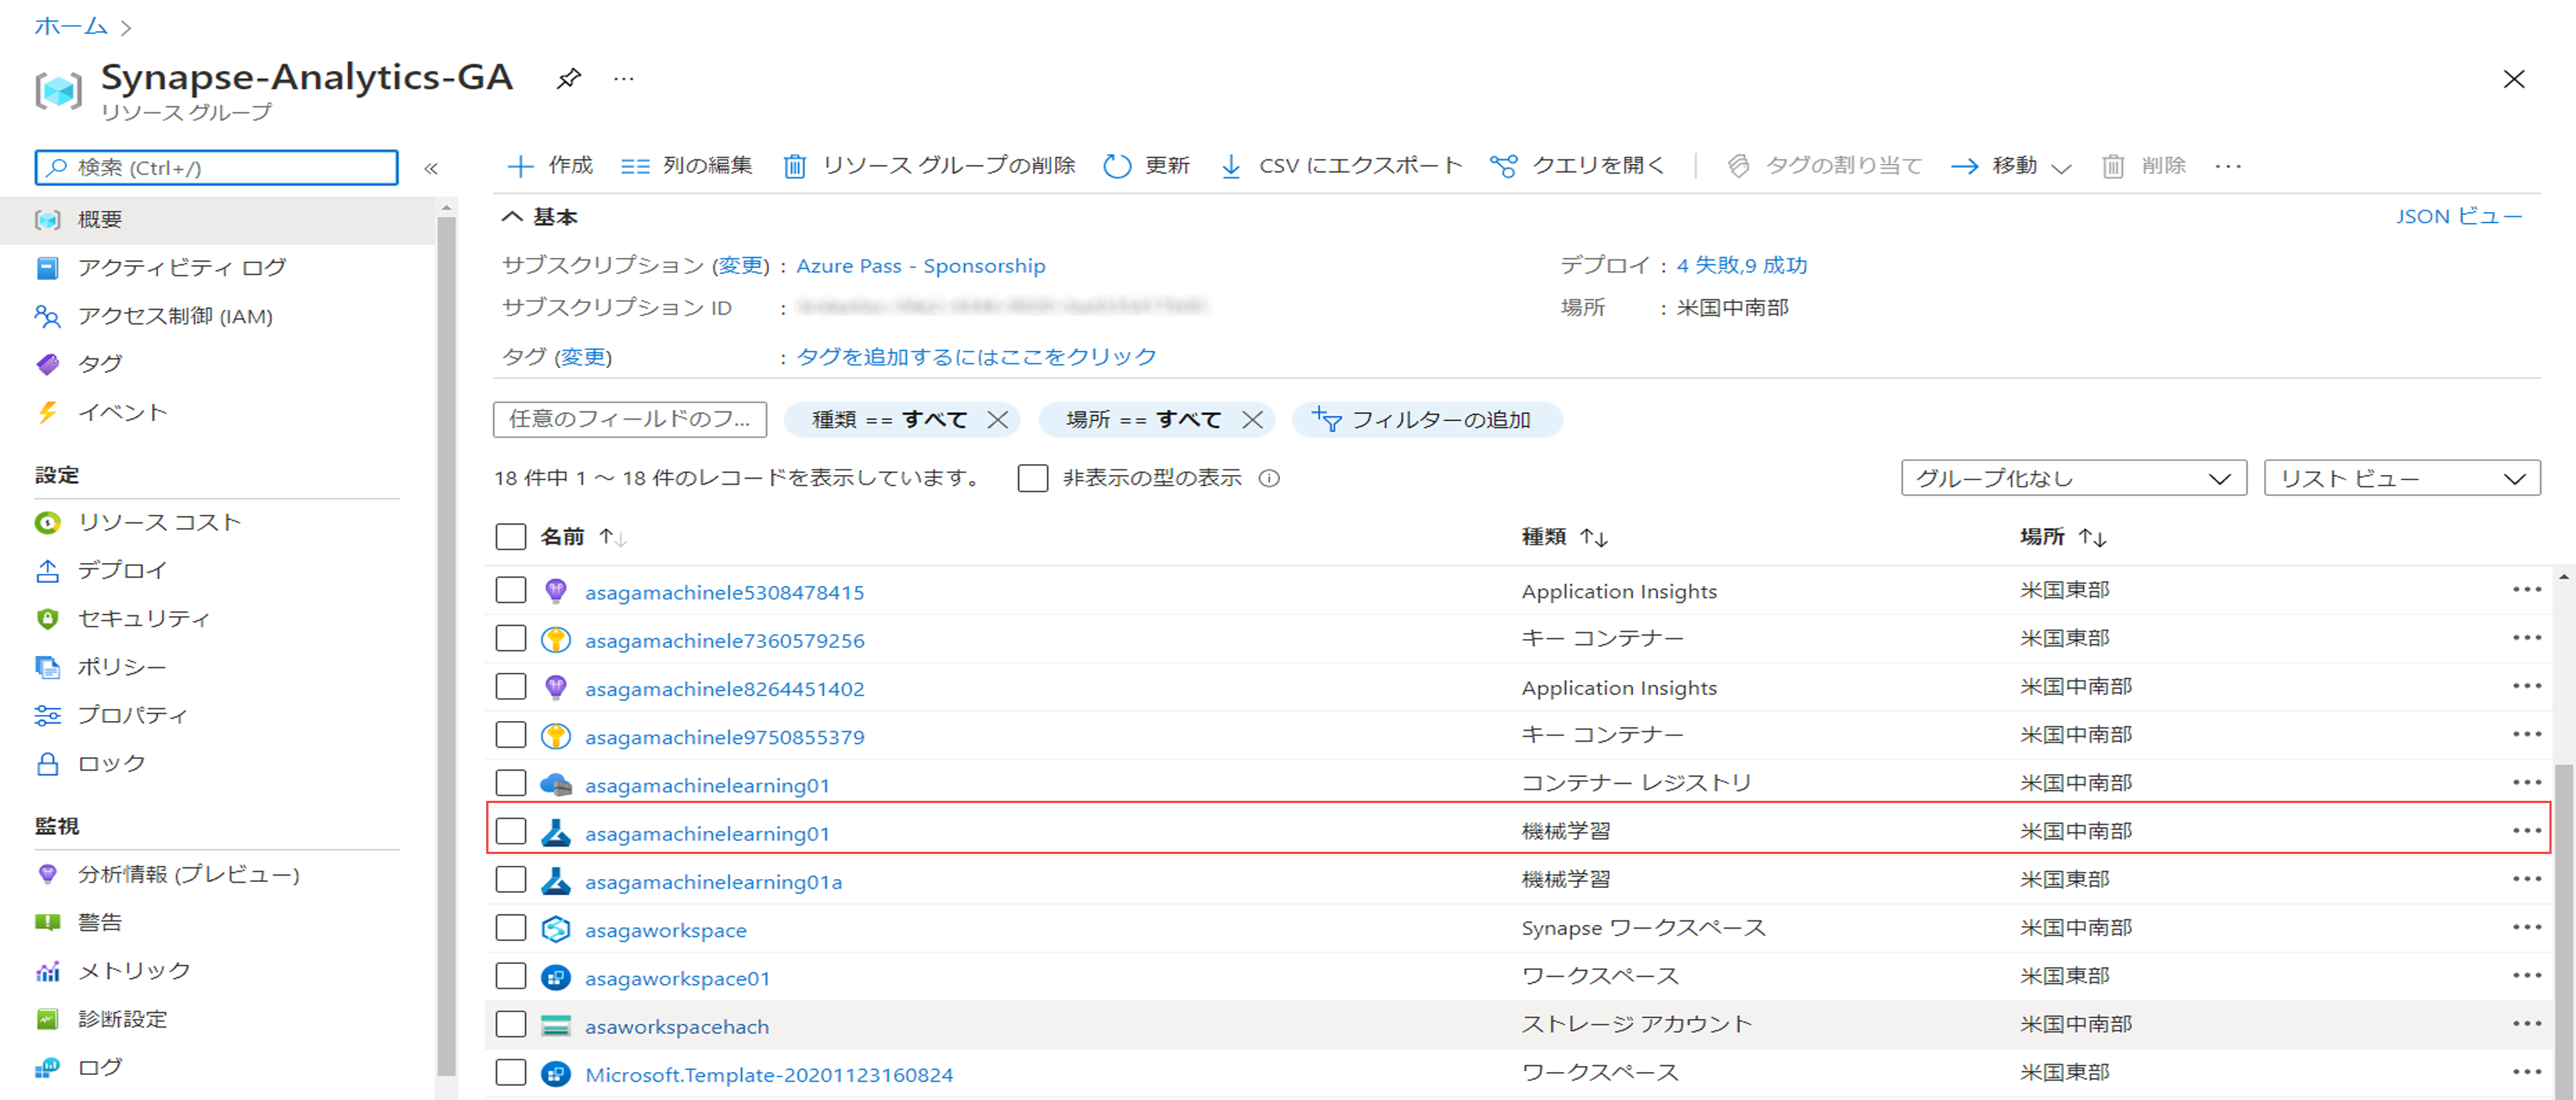 ホーム
Synapse-Analytics-GA
リソース グループ
検索 (Ctrl+/)
作成 列の編集 リソース グループの削除 更新 CSV にエクスポート クエリを開く タグの割り当て 移動 削除
概要
アクティビティ ログ
アクセス制御 (IAM)
タグ
イベント
設定
リソース コスト
デプロイ
セキュリティ
ポリシー
プロパティ
ロック
監視
分析情報 (プレビュー)
警告
メトリック
診断設定
ログ
基本 JSON ビュー
サブスクリプション (変更) : Azure Pass - Sponsorship デプロイ : 4 失敗,9 成功
サブスクリプション ID : 場所 : 米国中南部
タグ (変更) : タグを追加するにはここをクリック
任意のフィールドのフ... 種類 == すべて 場所 == すべて フィルターの追加
18 件中 1 ～ 18 件のレコードを表示しています。 非表示の型の表示 グループ化なし リスト ビュー
名前 種類 場所
asagamachinele5308478415 Application Insights 米国東部
asagamachinele7360579256 キー コンテナー 米国東部
asagamachinele8264451402 Application Insights 米国中南部
asagamachinele9750855379 キー コンテナー 米国中南部
asagamachinelearning01 コンテナー レジストリ 米国中南部
asagamachinelearning01 機械学習 米国中南部
asagamachinelearning01a 機械学習 米国東部
asagaworkspace Synapse ワークスペース 米国中南部
asagaworkspace01 ワークスペース 米国東部
asaworkspacehach ストレージ アカウント 米国中南部
Microsoft.Template-20201123160824 ワークスペース 米国東部